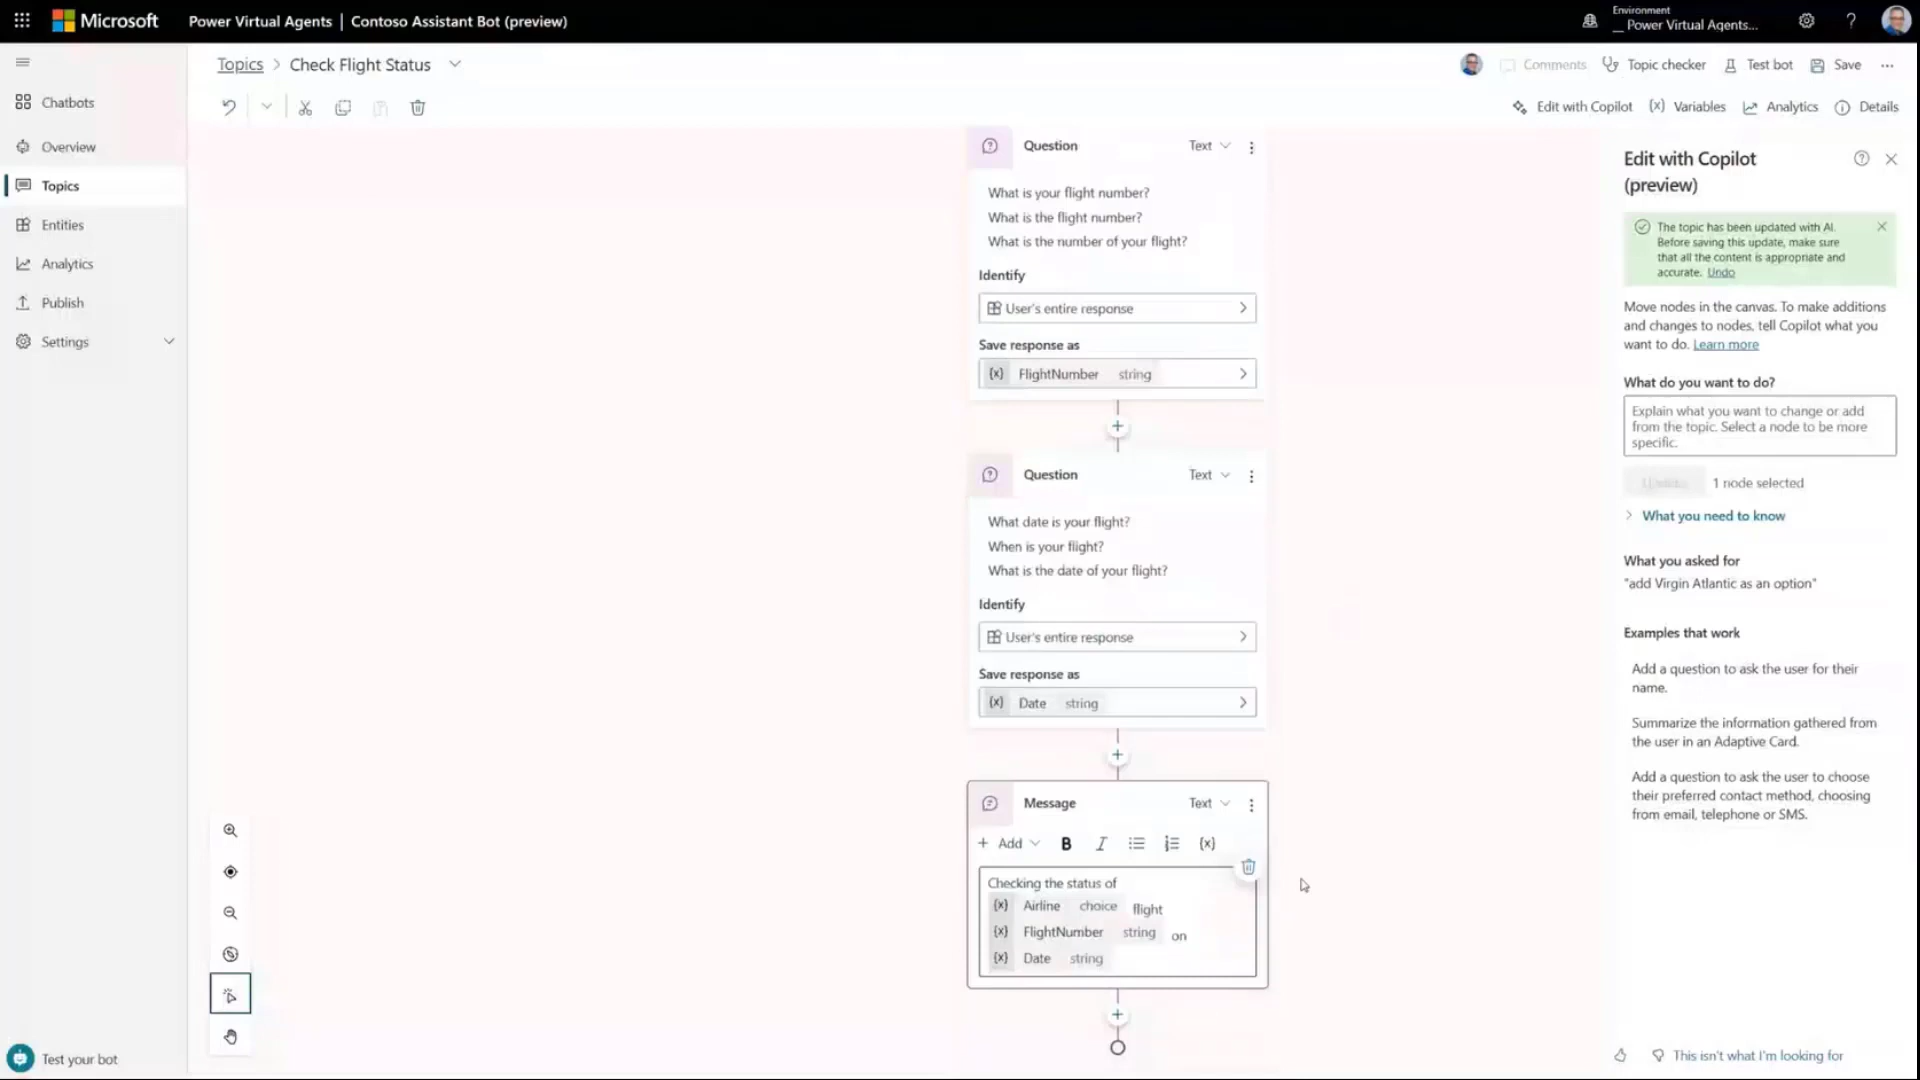 Microsoft
Power Virtual Agents | Contoso Assistant Bot (preview)
Environment
_ Power Virtual Agents...
Topics > Check Flight Status
Comments
Topic checker
Test bot
Save
Edit with Copilot
Variables
Analytics
Details
Chatbots
Overview
Topics
Entities
Analytics
Publish
Settings
Test your bot
Question
Text
What is your flight number?
What is the flight number?
What is the number of your flight?
Identify
User's entire response
Save response as
{x} FlightNumber string
Question
Text
What date is your flight?
When is your flight?
What is the date of your flight?
Identify
User's entire response
Save response as
{x} Date string
Message
Text
+ Add B I {x}
Checking the status of
{x} Airline choice flight
{x} FlightNumber string on
{x} Date string
Edit with Copilot
(preview)
The topic has been updated with AI.
Before saving this update, make sure
that all the content is appropriate and
accurate. Undo
Move nodes in the canvas. To make additions
and changes to nodes, tell Copilot what you
want to do. Learn more
What do you want to do?
Explain what you want to change or add
from the topic. Select a node to be more
specific.
Update 1 node selected
What you need to know
What you asked for
"add Virgin Atlantic as an option"
Examples that work
Add a question to ask the user for their
name.
Summarize the information gathered from
the user in an Adaptive Card.
Add a question to ask the user to choose
their preferred contact method, choosing
from email, telephone or SMS.
This isn't what I'm looking for